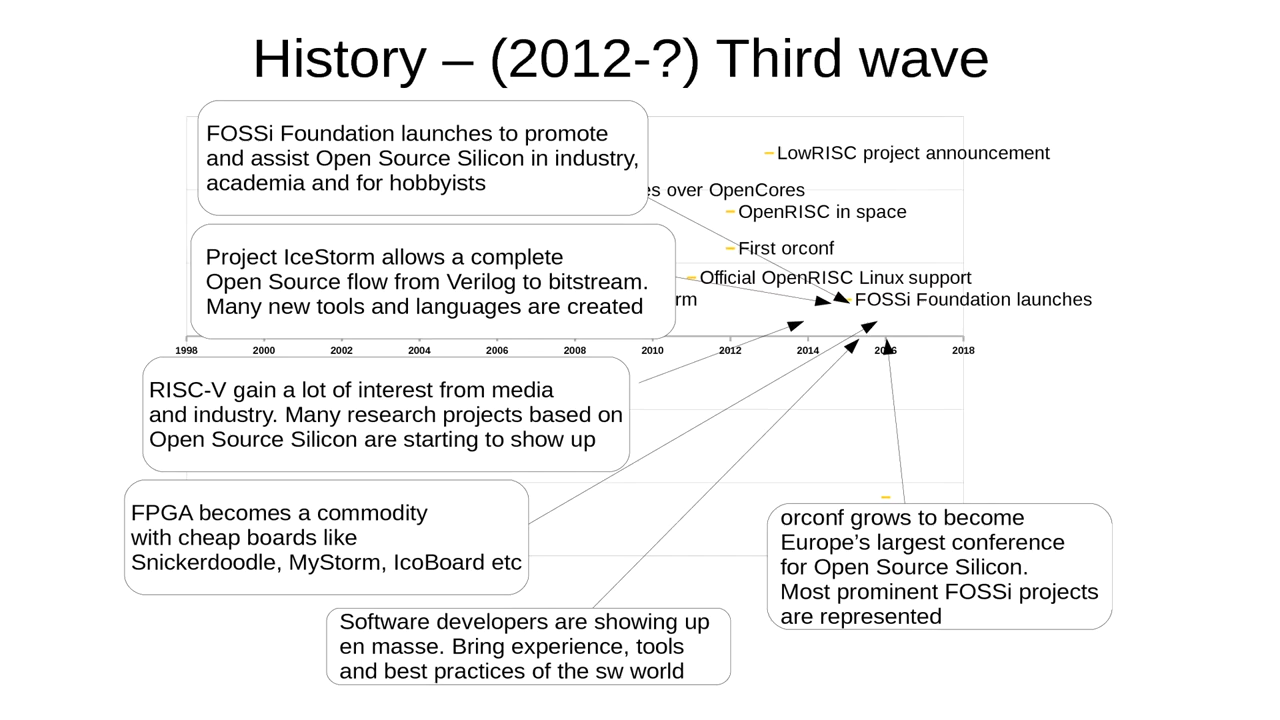 History – (2012-?) Third wave
FOSSi Foundation launches to promote
and assist Open Source Silicon in industry,
academia and for hobbyists
LowRISC project announcement
over OpenCores
OpenRISC in space
First orconf
Project IceStorm allows a complete
Open Source flow from Verilog to bitstream.
Many new tools and languages are created
Official OpenRISC Linux support
FOSSi Foundation launches
1998 2000 2002 2004 2006 2008 2010 2012 2014 2016 2018
RISC-V gain a lot of interest from media
and industry. Many research projects based on
Open Source Silicon are starting to show up
FPGA becomes a commodity
with cheap boards like
Snickerdoodle, MyStorm, IcoBoard etc
orconf grows to become
Europe’s largest conference
for Open Source Silicon.
Most prominent FOSSi projects
are represented
Software developers are showing up
en masse. Bring experience, tools
and best practices of the sw world